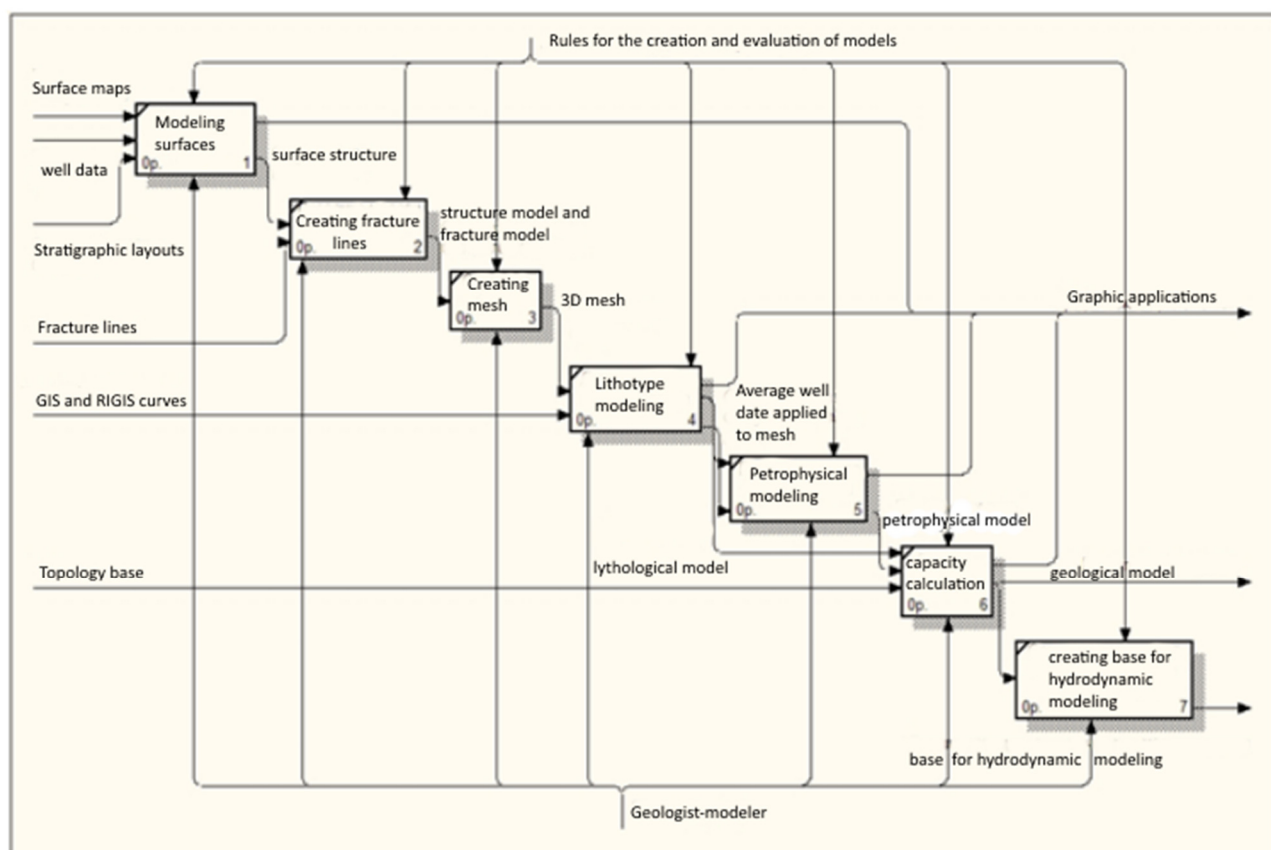 Rules for the creation and evaluation of models
Surface maps
Modeling
surfaces
0p. 1
well data
surface structure
Stratigraphic layouts
Creating fracture
lines
0p. 2
structure model and
fracture model
Creating
mesh
0p. 3
3D mesh
Graphic applications
Fracture lines
Lithotype
modeling
0p. 4
GIS and RIGIS curves
Average well
date applied
to mesh
Petrophysical
modeling
0p. 5
petrophysical model
lythological model
Topology base
capacity
calculation
0p. 6
geological model
creating base for
hydrodynamic
modeling
0p. 7
base for hydrodynamic modeling
Geologist-modeler